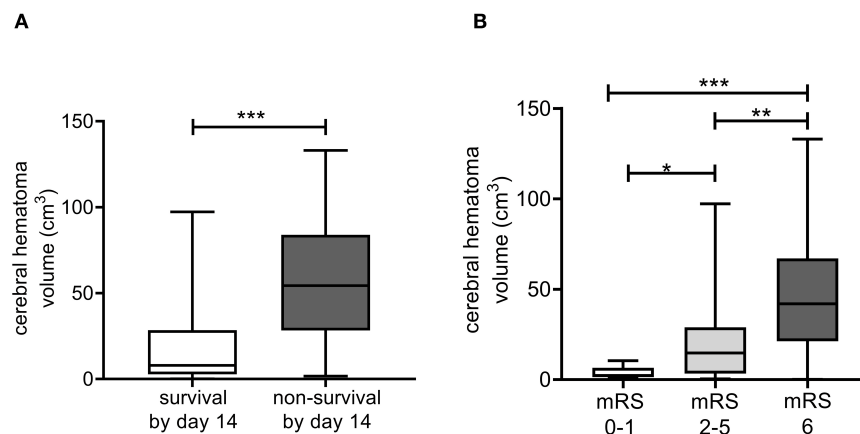 A
cerebral hematoma
volume (cm³)
150
100
50
0
***
survival
by day 14
non-survival
by day 14
B
cerebral hematoma
volume (cm³)
150
100
50
0
***
**
*
mRS
0-1
mRS
2-5
mRS
6